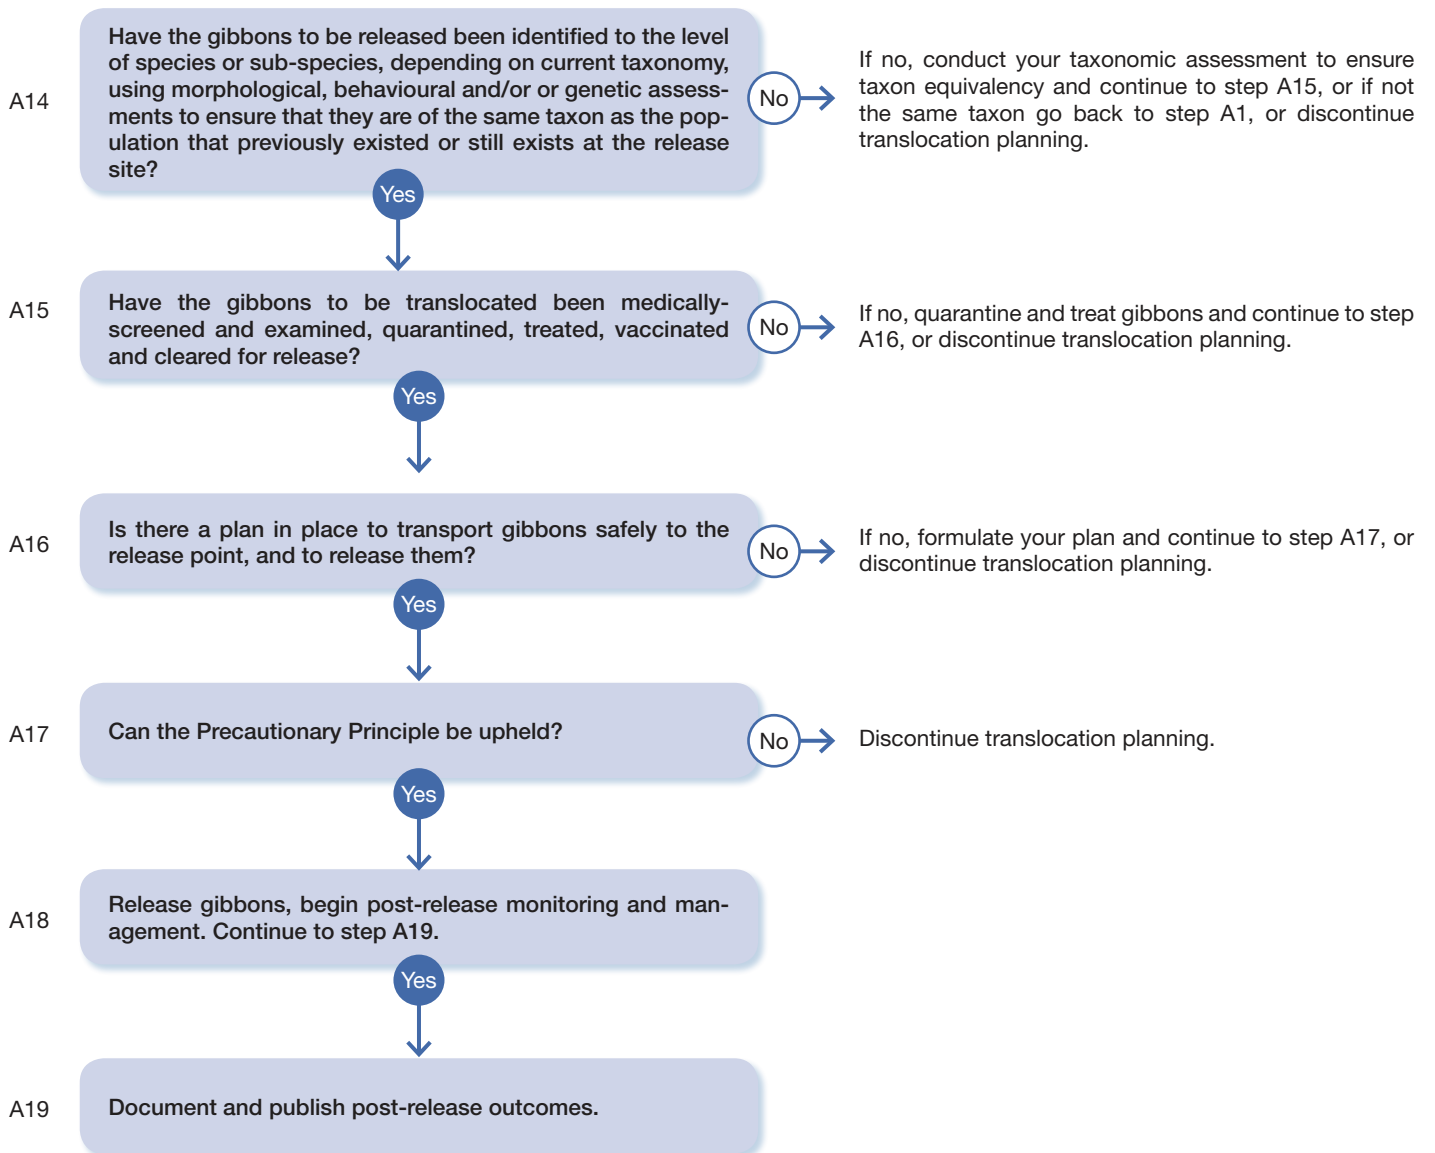 A14
Have the gibbons to be released been identified to the level
of species or sub-species, depending on current taxonomy,
using morphological, behavioural and/or or genetic assess-
ments to ensure that they are of the same taxon as the pop-
ulation that previously existed or still exists at the release
site?
No
If no, conduct your taxonomic assessment to ensure
taxon equivalency and continue to step A15, or if not
the same taxon go back to step A1, or discontinue
translocation planning.
Yes
A15
Have the gibbons to be translocated been medically-
screened and examined, quarantined, treated, vaccinated
and cleared for release?
No
If no, quarantine and treat gibbons and continue to step
A16, or discontinue translocation planning.
Yes
A16
Is there a plan in place to transport gibbons safely to the
release point, and to release them?
No
If no, formulate your plan and continue to step A17, or
discontinue translocation planning.
Yes
A17
Can the Precautionary Principle be upheld?
No
Discontinue translocation planning.
Yes
A18
Release gibbons, begin post-release monitoring and man-
agement. Continue to step A19.
Yes
A19
Document and publish post-release outcomes.